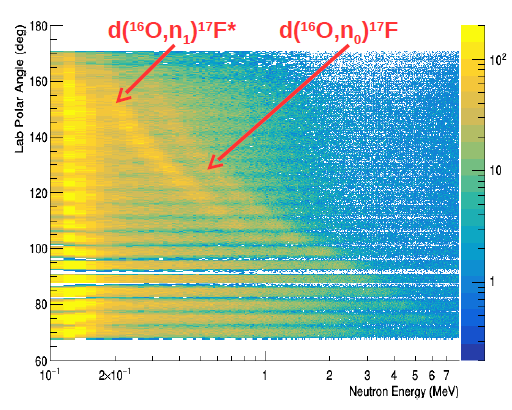 d(¹⁶O,n₁)¹⁷F* d(¹⁶O,n₀)¹⁷F
Lab Polar Angle (deg)
180
160
140
120
100
80
60
10⁻¹ 2×10⁻¹ 1 2 3 4 5 6 7
Neutron Energy (MeV)
10²
10
1